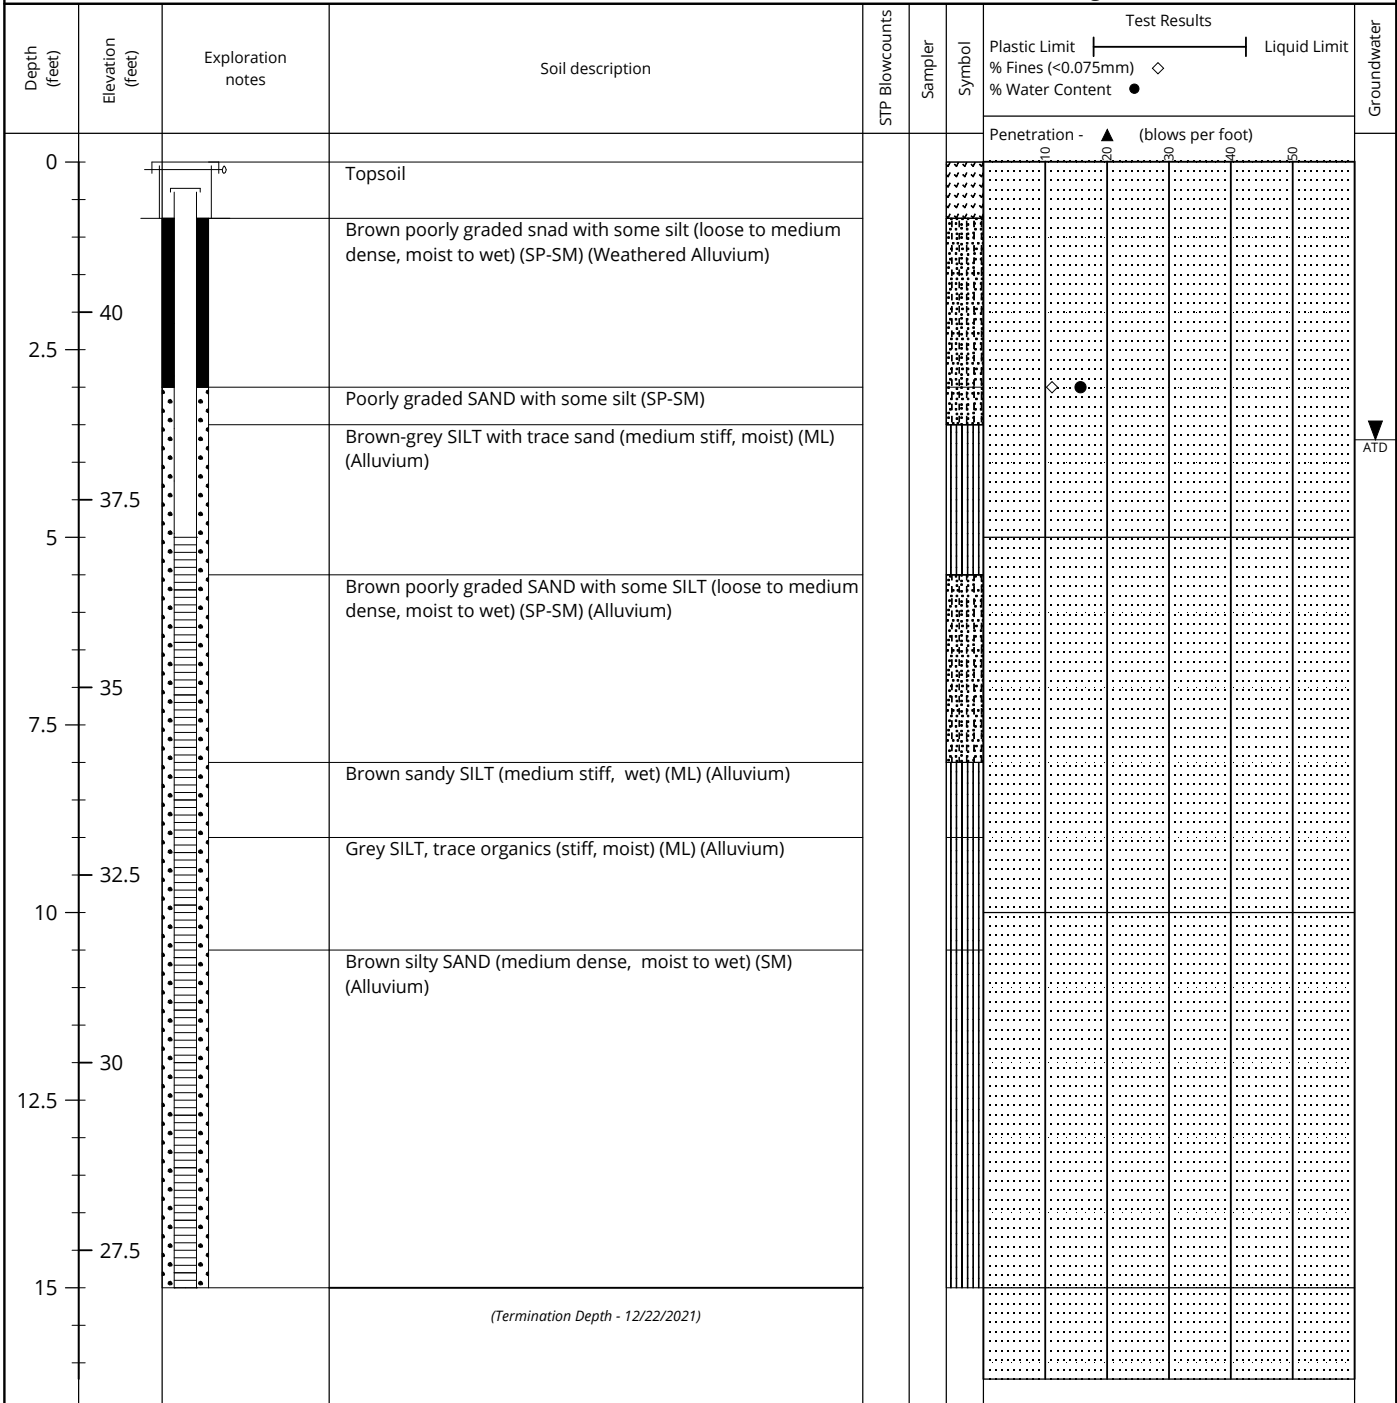 Depth
(feet)
Elevation
(feet)
Exploration
notes
Soil description
STP Blowcounts
Sampler
Symbol
Test Results
Plastic Limit
Liquid Limit
% Fines (<0.075mm)
% Water Content
Penetration -
(blows per foot)
10
20
30
40
50
Groundwater
0
Topsoil
Brown poorly graded snad with some silt (loose to medium
dense, moist to wet) (SP-SM) (Weathered Alluvium)
40
2.5
Poorly graded SAND with some silt (SP-SM)
Brown-grey SILT with trace sand (medium stiff, moist) (ML)
(Alluvium)
ATD
37.5
5
Brown poorly graded SAND with some SILT (loose to medium
dense, moist to wet) (SP-SM) (Alluvium)
35
7.5
Brown sandy SILT (medium stiff, wet) (ML) (Alluvium)
Grey SILT, trace organics (stiff, moist) (ML) (Alluvium)
32.5
10
Brown silty SAND (medium dense, moist to wet) (SM)
(Alluvium)
30
12.5
27.5
15
(Termination Depth - 12/22/2021)